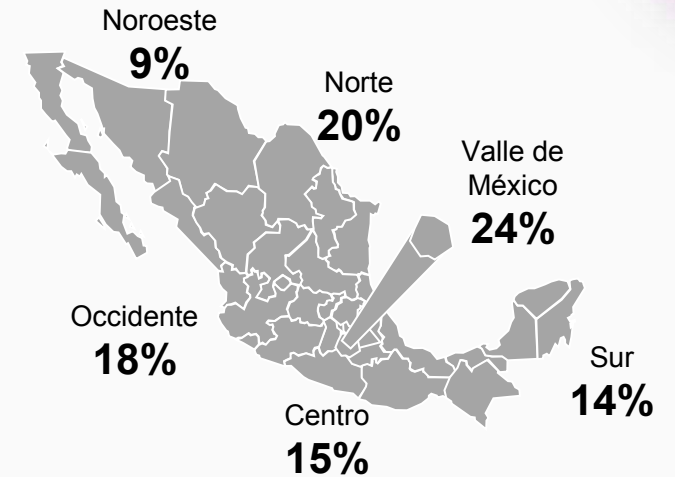 Noroeste
9%
Norte
20%
Valle de
México
24%
Occidente
18%
Sur
14%
Centro
15%